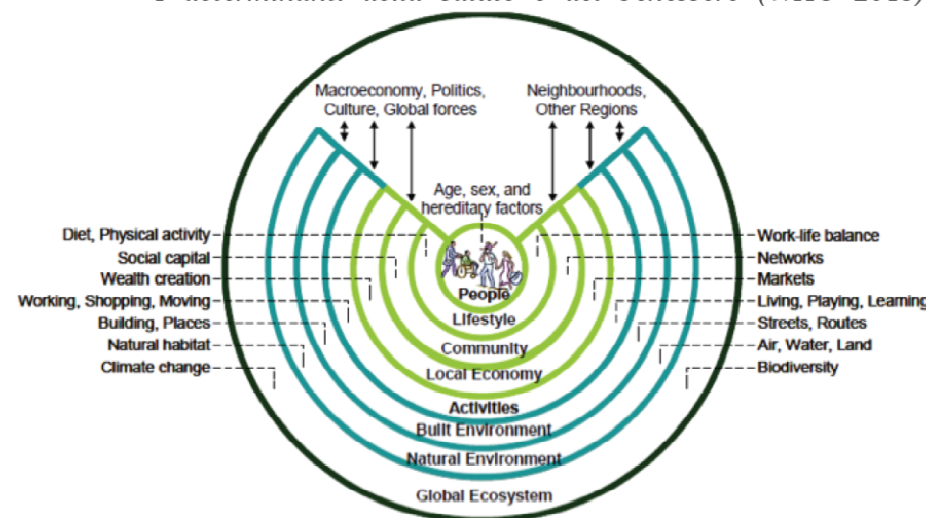 (WHO 2018)
Macroeconomy, Politics,
Culture, Global forces
Neighbourhoods,
Other Regions
Age, sex, and
hereditary factors
Diet, Physical activity
Social capital
Wealth creation
Working, Shopping, Moving
Building, Places
Natural habitat
Climate change
Work-life balance
Networks
Markets
Living, Playing, Learning
Streets, Routes
Air, Water, Land
Biodiversity
People
Lifestyle
Community
Local Economy
Activities
Built Environment
Natural Environment
Global Ecosystem